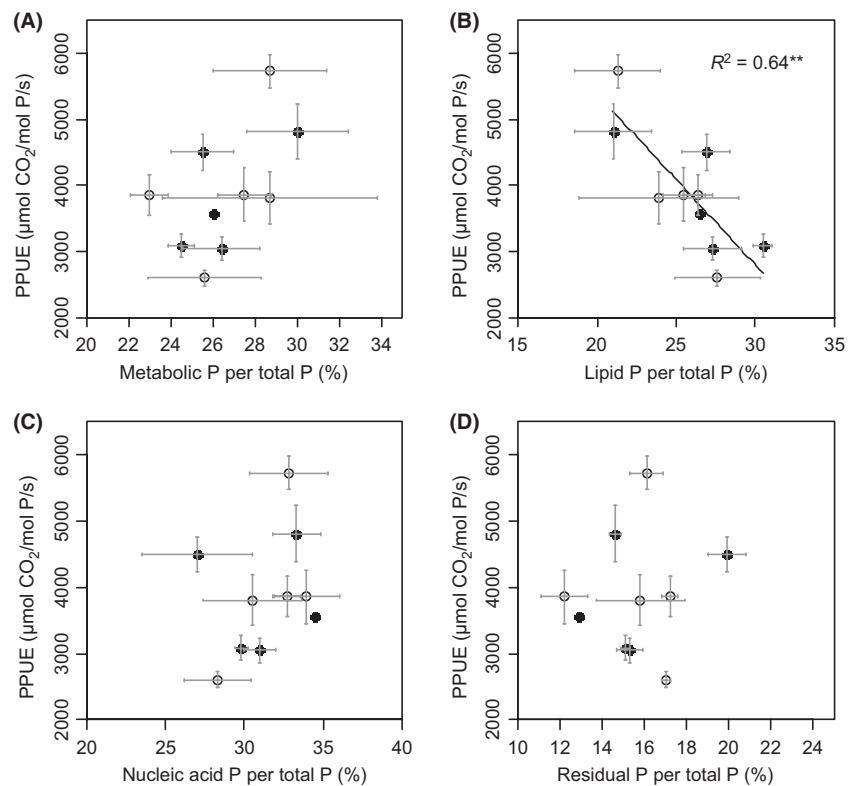 (A)
PPUE (μmol CO2/mol P/s)
2000 3000 4000 5000 6000
20 22 24 26 28 30 32 34
Metabolic P per total P (%)
(B)
R2 = 0.64**
PPUE (μmol CO2/mol P/s)
2000 3000 4000 5000 6000
15 20 25 30 35
Lipid P per total P (%)
(C)
PPUE (μmol CO2/mol P/s)
2000 3000 4000 5000 6000
20 25 30 35 40
Nucleic acid P per total P (%)
(D)
PPUE (μmol CO2/mol P/s)
2000 3000 4000 5000 6000
10 12 14 16 18 20 22 24
Residual P per total P (%)